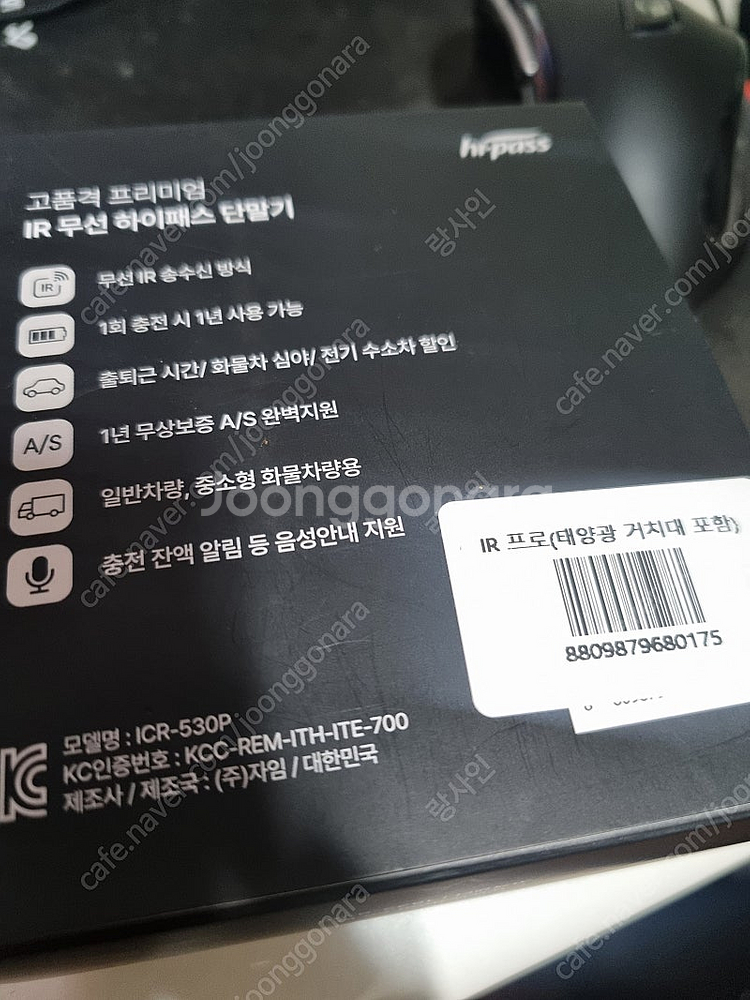 hi-pass
고품격 프리미엄
IR 무선 하이패스 단말기
IR
무선 IR 송수신 방식
1회 충전 시 1년 사용 가능
출퇴근 시간/ 화물차 심야/ 전기 수소차 할인
A/S
1년 무상보증 A/S 완벽지원
일반차량, 중소형 화물차량용
충전 잔액 알림 등 음성안내 지원
IR 프로(태양광 거치대 포함)
8809879680175
모델명 : ICR-530P
KC인증번호 : KCC-REM-ITH-ITE-700
제조사 / 제조국 : (주)자임 / 대한민국
Joonggonara
cafe.naver.com/joonggonara
랑사인